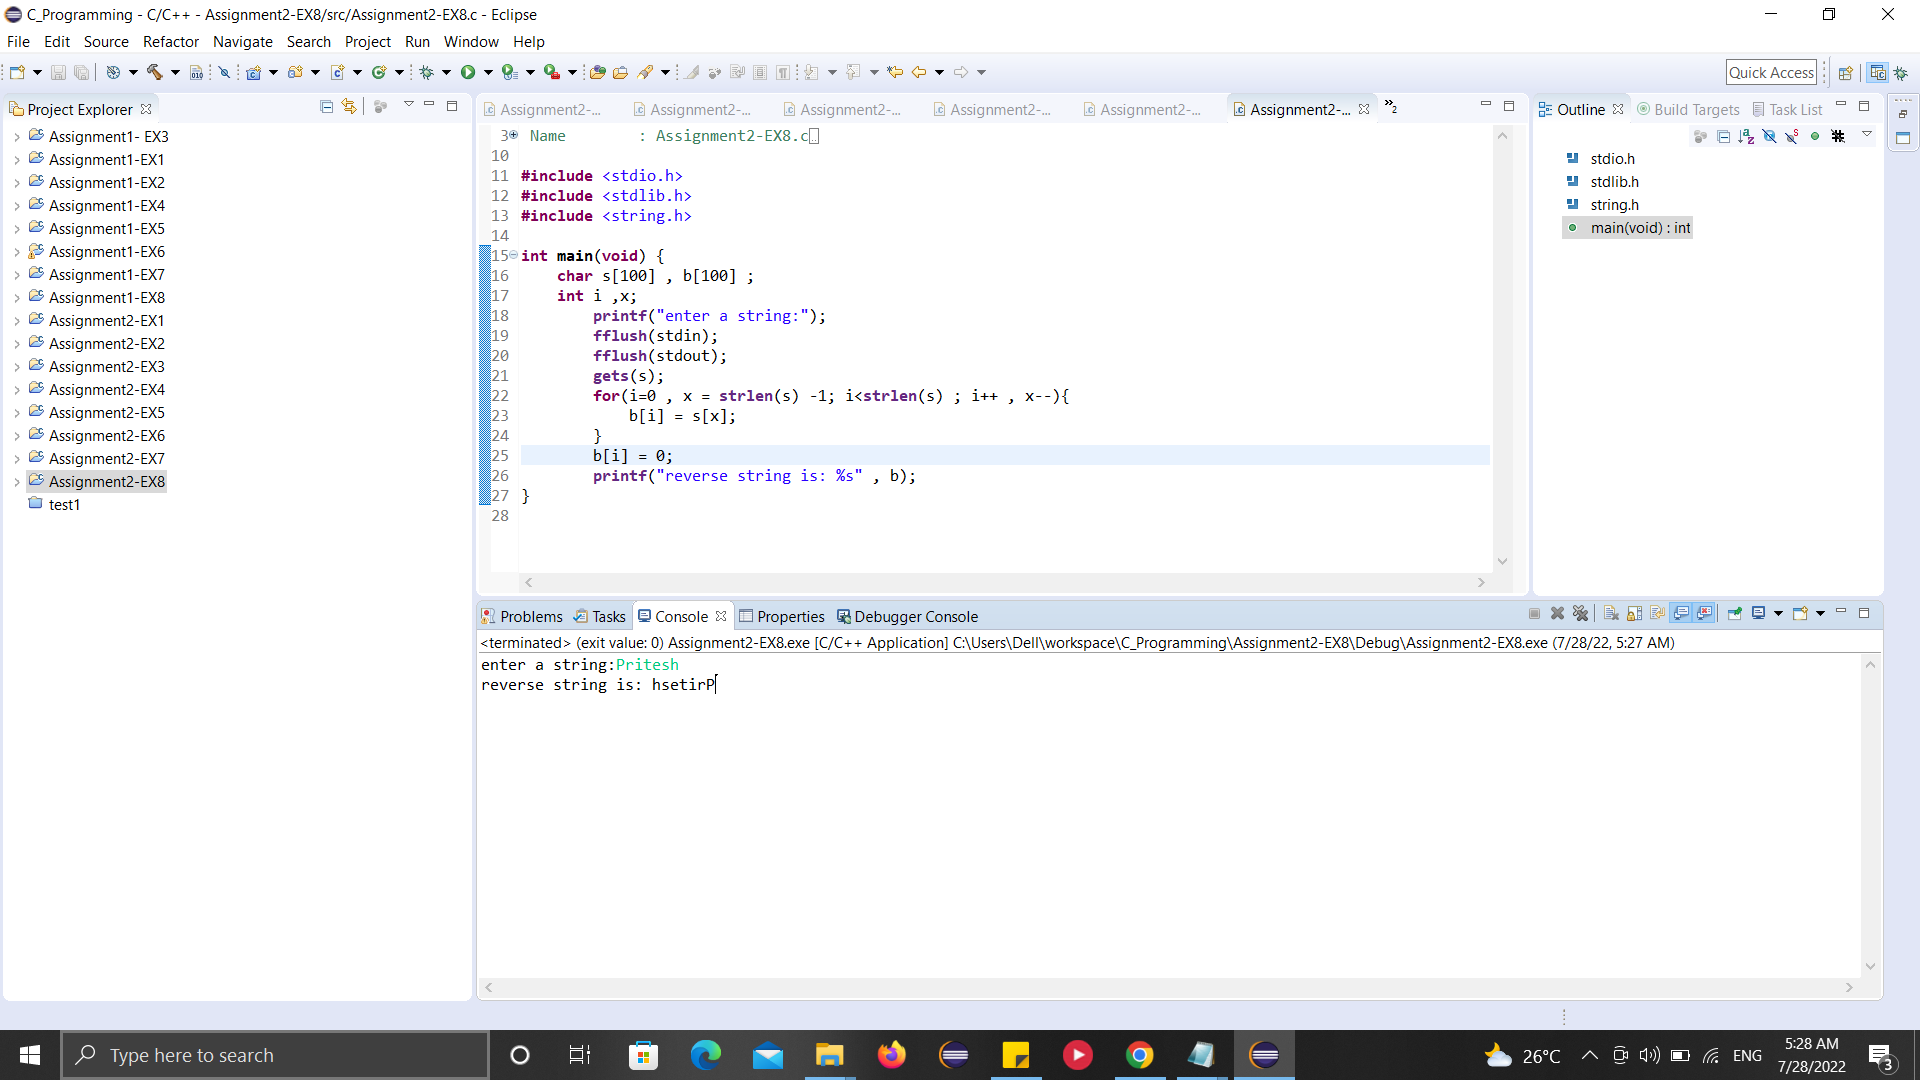 C_Programming - C/C++ - Assignment2-EX8/src/Assignment2-EX8.c - Eclipse
File Edit Source Refactor Navigate Search Project Run Window Help
Quick Access
Project Explorer
Assignment1- EX3
Assignment1-EX1
Assignment1-EX2
Assignment1-EX4
Assignment1-EX5
Assignment1-EX6
Assignment1-EX7
Assignment1-EX8
Assignment2-EX1
Assignment2-EX2
Assignment2-EX3
Assignment2-EX4
Assignment2-EX5
Assignment2-EX6
Assignment2-EX7
Assignment2-EX8
test1
Assignment2-... Assignment2-... Assignment2-... Assignment2-... Assignment2-... Assignment2-... »2
3 Name        : Assignment2-EX8.c
10
11 #include <stdio.h>
12 #include <stdlib.h>
13 #include <string.h>
14
15 int main(void) {
16     char s[100] , b[100] ;
17     int i ,x;
18         printf("enter a string:");
19         fflush(stdin);
20         fflush(stdout);
21         gets(s);
22         for(i=0 , x = strlen(s) -1; i<strlen(s) ; i++ , x--){
23             b[i] = s[x];
24         }
25         b[i] = 0;
26         printf("reverse string is: %s" , b);
27 }
28
Outline Build Targets Task List
stdio.h
stdlib.h
string.h
main(void) : int
Problems Tasks Console Properties Debugger Console
<terminated> (exit value: 0) Assignment2-EX8.exe [C/C++ Application] C:\Users\Dell\workspace\C_Programming\Assignment2-EX8\Debug\Assignment2-EX8.exe (7/28/22, 5:27 AM)
enter a string:Pritesh
reverse string is: hsetirP
Type here to search
26°C ENG
5:28 AM
7/28/2022
3